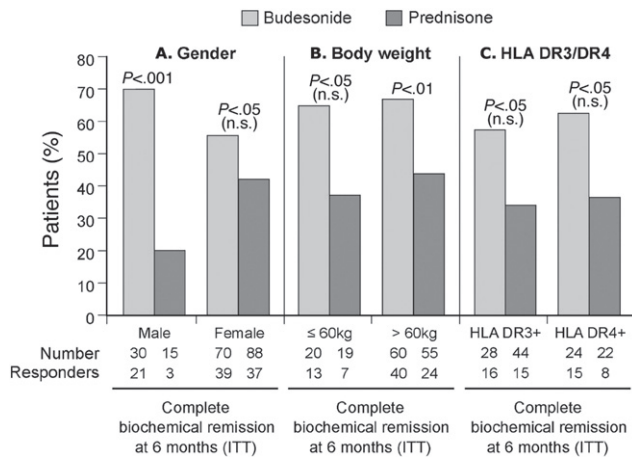 Budesonide Prednisone
A. Gender B. Body weight C. HLA DR3/DR4
Patients (%)
80
70
60
50
40
30
20
10
0
P<.001
P<.05
(n.s.)
P<.05
(n.s.)
P<.01
P<.05
(n.s.)
P<.05
(n.s.)
Male Female ≤ 60kg > 60kg HLA DR3+ HLA DR4+
Number 30 15 70 88 20 19 60 55 28 44 24 22
Responders 21 3 39 37 13 7 40 24 16 15 15 8
Complete
biochemical remission
at 6 months (ITT)
Complete
biochemical remission
at 6 months (ITT)
Complete
biochemical remission
at 6 months (ITT)